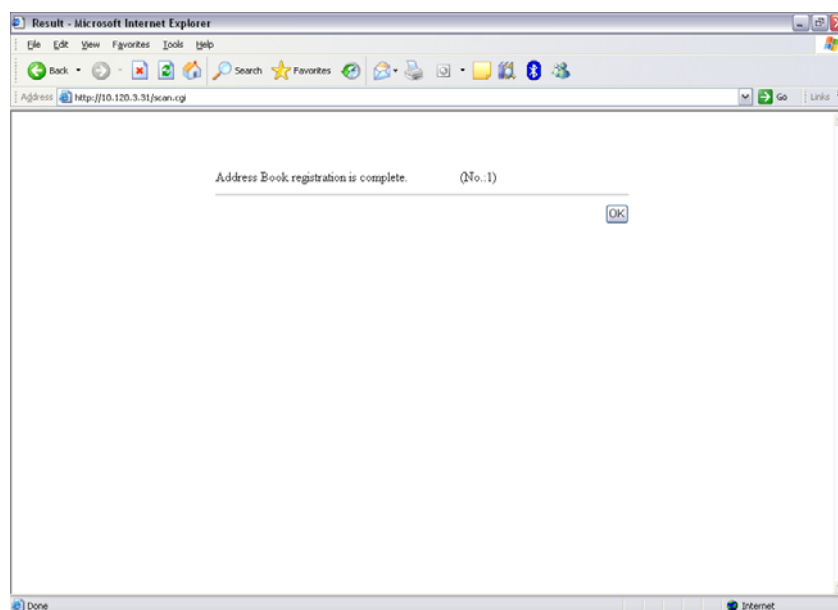 Result - Microsoft Internet Explorer
File Edit View Favorites Tools Help
Back Search Favorites
Address http://10.120.3.31/scan.cgi Go Links
Address Book registration is complete. (No.:1)
OK
Done Internet